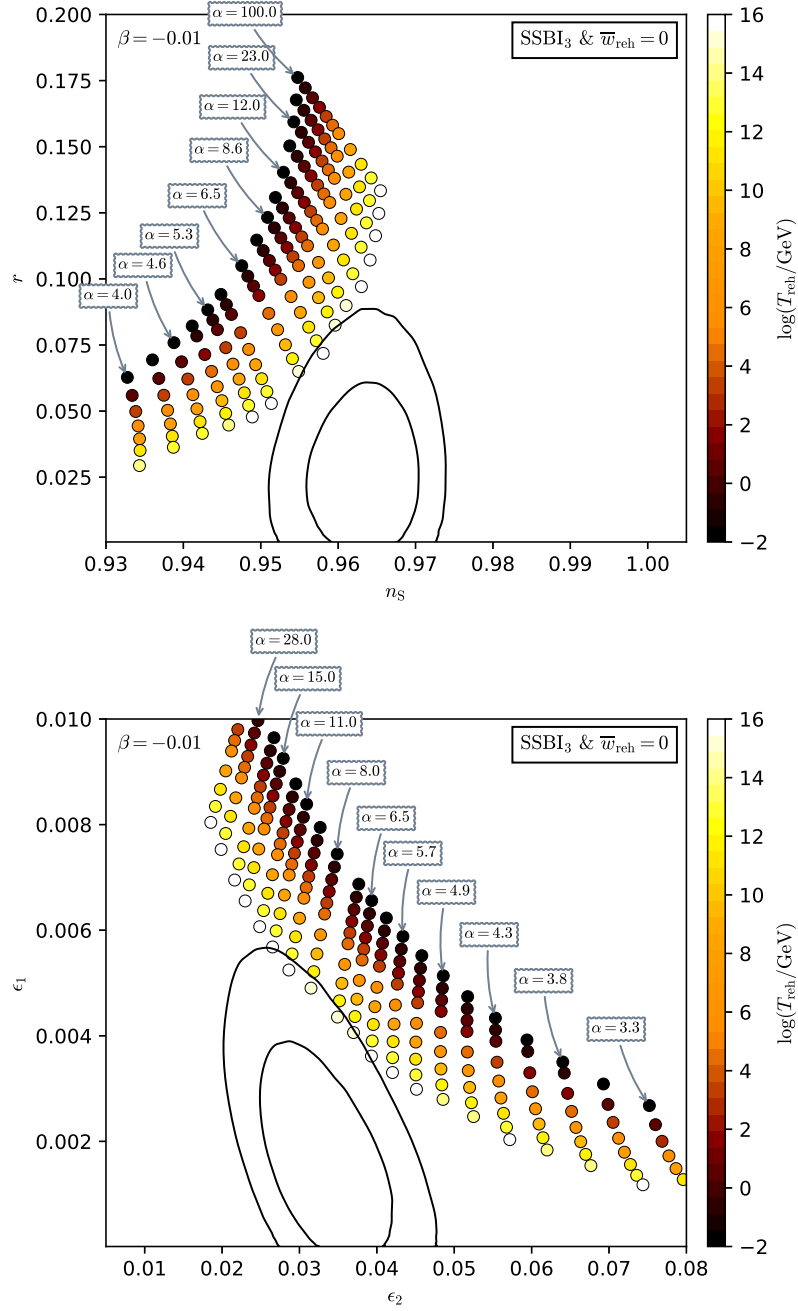 α = 100.0
0.200
β = −0.01
SSBI₃ & w̅_reh = 0
16
α = 23.0
14
0.175
α = 12.0
12
0.150
α = 8.6
10
α = 6.5
0.125
8
α = 5.3
r
0.100
α = 4.6
α = 4.0
log(T_reh/GeV)
6
0.075
4
0.050
2
0.025
0
−2
0.93
0.94
0.95
0.96
0.97
0.98
0.99
1.00
n_S
α = 28.0
α = 15.0
α = 11.0
0.010
β = −0.01
SSBI₃ & w̅_reh = 0
16
α = 8.0
14
0.008
α = 6.5
12
α = 5.7
α = 4.9
10
0.006
α = 4.3
8
α = 3.8
ϵ₁
log(T_reh/GeV)
6
0.004
α = 3.3
4
0.002
2
0
−2
0.01
0.02
0.03
0.04
0.05
0.06
0.07
0.08
ϵ₂